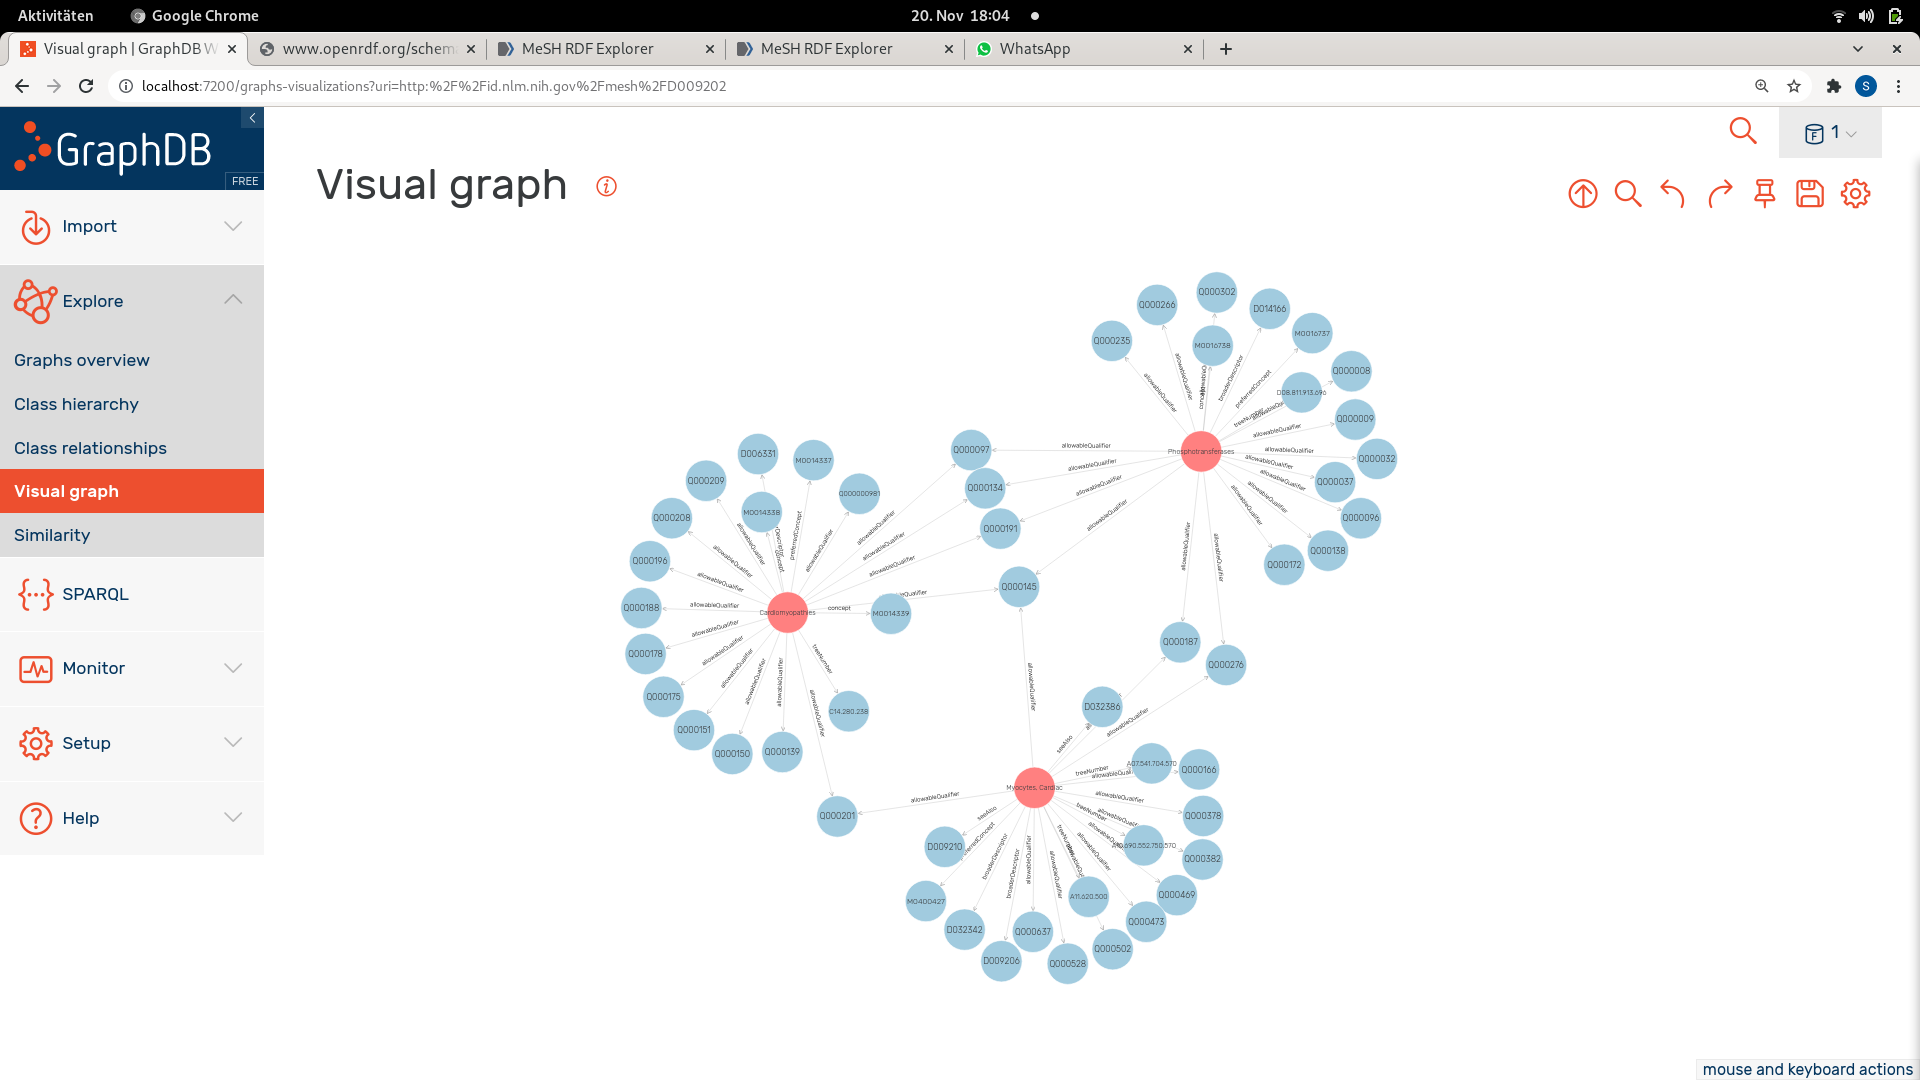 Aktivitäten Google Chrome 20. Nov 18:04
Visual graph | GraphDB W www.openrdf.org/schem MeSH RDF Explorer MeSH RDF Explorer WhatsApp
localhost:7200/graphs-visualizations?uri=http:%2F%2Fid.nlm.nih.gov%2Fmesh%2FD009202 S
GraphDB
FREE
1
Visual graph
Import
Explore
Graphs overview
Class hierarchy
Class relationships
Visual graph
Similarity
SPARQL
Monitor
Setup
Help
Q000302
Q000266
D014166
M0016737
Q000235
M0016738
Q000008
D08.811.913.696
Q000009
Phosphotransferases
Q000032
Q000037
Q000096
Q000138
Q000172
allowableQualifier
broaderDescriptor
preferredConcept
Q000097
Q000134
Q000191
Q000145
Q000187
Q000276
D006331
M0014337
Q000209
Q000000981
M0014338
Q000208
Q000196
Q000188
Cardiomyopathies
concept
M0014339
Q000178
Q000175
treeNumber
C14.280.238
Q000151
Q000150
Q000139
Q000201
D032386
seeAlso
A07.541.704.570
Q000166
Myocytes, Cardiac
Q000378
D009210
A10.690.552.750.570
Q000382
Q000469
M0400427
A11.620.500
Q000473
D032342
Q000637
Q000502
D009206
Q000528
mouse and keyboard actions